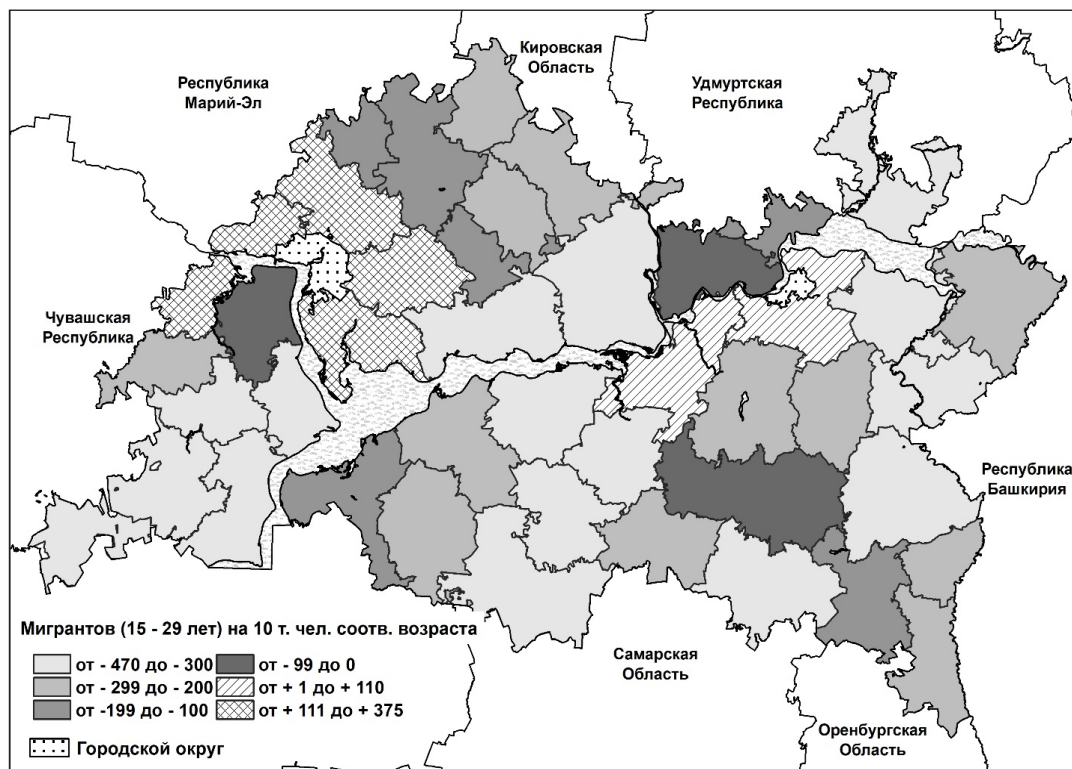 Кировская
Область
Республика
Марий-Эл
Удмуртская
Республика
Чувашская
Республика
Республика
Башкирия
Самарская
Область
Оренбургская
Область
Мигрантов (15 - 29 лет) на 10 т. чел. соотв. возраста
от - 470 до - 300
от - 99 до 0
от - 299 до - 200
от + 1 до + 110
от -199 до - 100
от + 111 до + 375
Городской округ